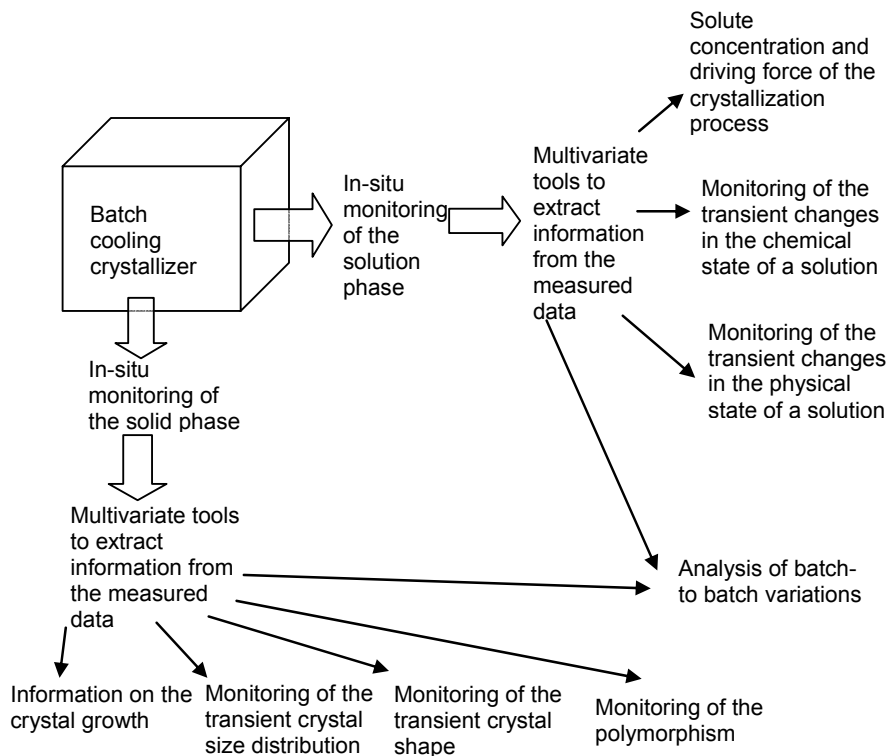 Solute
concentration and
driving force of the
crystallization
process
Batch
cooling
crystallizer
In-situ
monitoring
of the
solution
phase
Multivariate
tools to
extract
information
from the
measured
data
Monitoring of the
transient changes
in the chemical
state of a solution
Monitoring of the
transient changes
in the physical
state of a solution
In-situ
monitoring of
the solid phase
Multivariate tools
to extract
information from
the measured
data
Analysis of batch-
to batch variations
Information on the
crystal growth
Monitoring of the
transient crystal
size distribution
Monitoring of the
transient crystal
shape
Monitoring of the
polymorphism